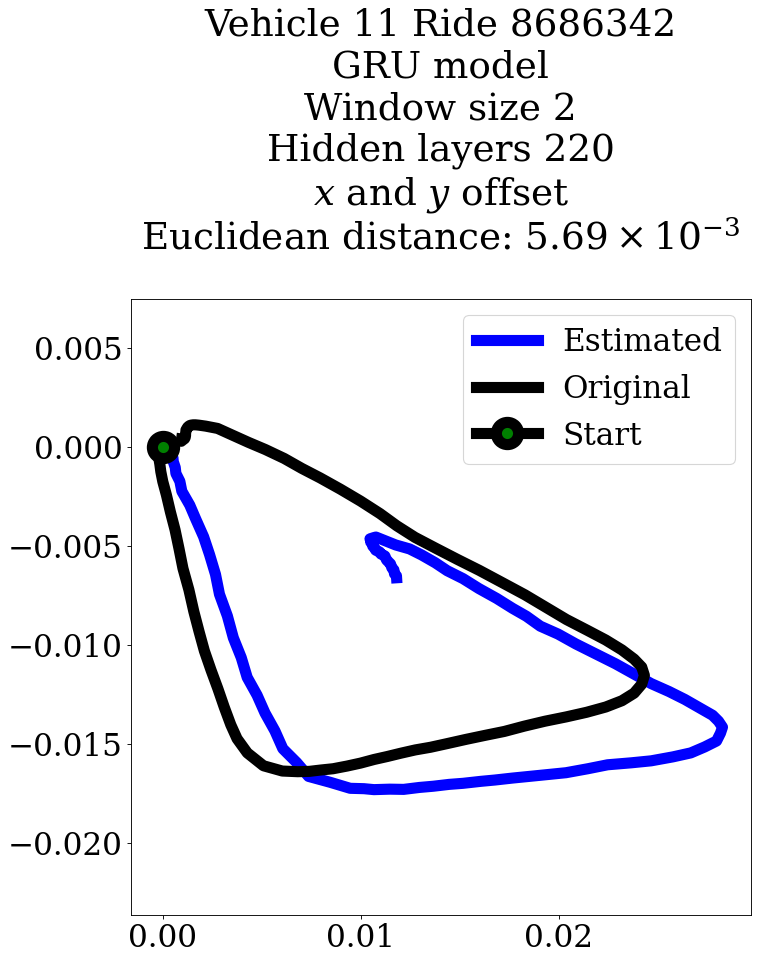 Vehicle 11 Ride 8686342
GRU model
Window size 2
Hidden layers 220
x and y offset
Euclidean distance: 5.69 × 10⁻³
Estimated
Original
Start
0.005
0.000
−0.005
−0.010
−0.015
−0.020
0.00
0.01
0.02